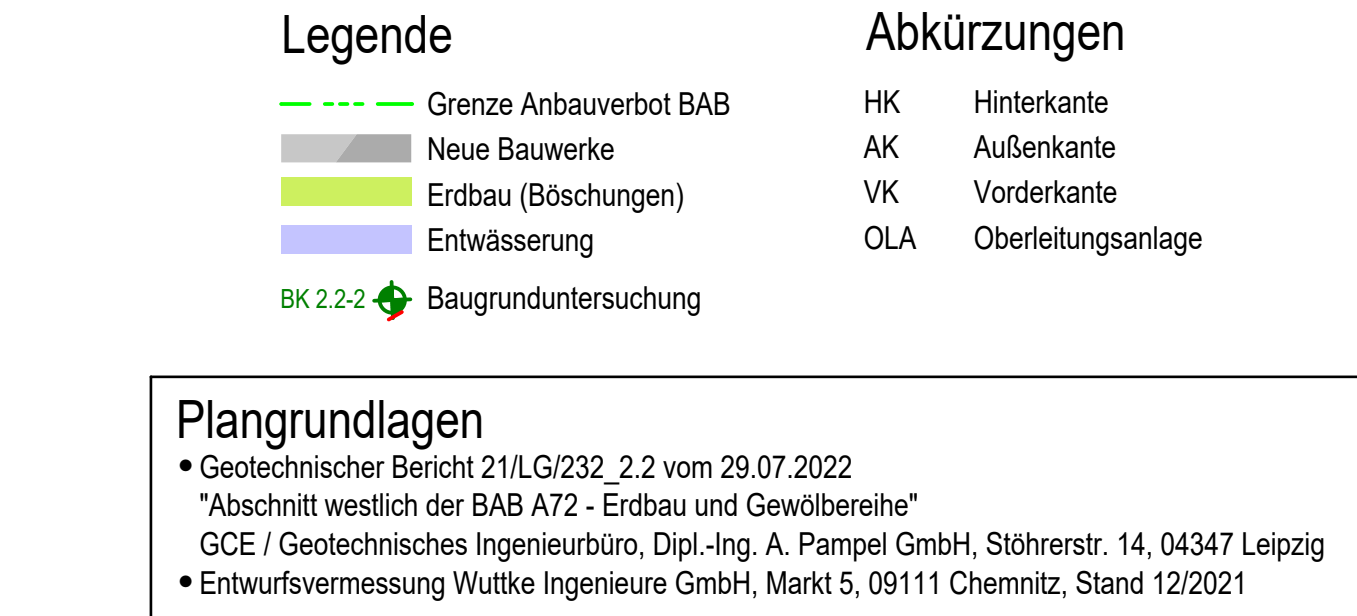 Legende
Grenze Anbauverbot BAB
Neue Bauwerke
Erdbau (Böschungen)
Entwässerung
BK 2.2-2 Baugrunduntersuchung
Abkürzungen
HK Hinterkante
AK Außenkante
VK Vorderkante
OLA Oberleitungsanlage
Plangrundlagen
• Geotechnischer Bericht 21/LG/232_2.2 vom 29.07.2022
"Abschnitt westlich der BAB A72 - Erdbau und Gewölbereihe"
GCE / Geotechnisches Ingenieurbüro, Dipl.-Ing. A. Pampel GmbH, Stöhrerstr. 14, 04347 Leipzig
• Entwurfsvermessung Wuttke Ingenieure GmbH, Markt 5, 09111 Chemnitz, Stand 12/2021